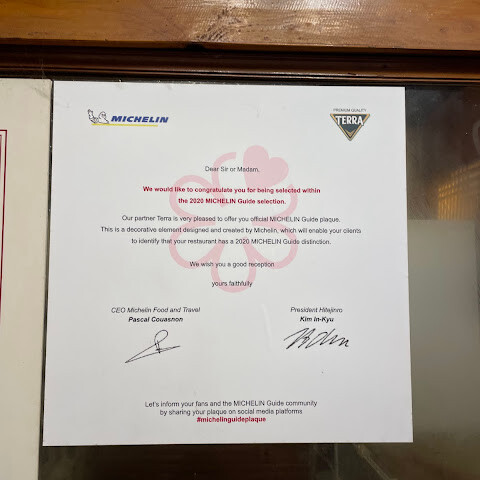 MICHELIN
PREMIUM QUALITY
TERRA
Dear Sir or Madam,
We would like to congratulate you for being selected within
the 2020 MICHELIN Guide selection.
Our partner Terra is very pleased to offer you official MICHELIN Guide plaque.
This is a decorative element designed and created by Michelin, which will enable your clients
to identify that your restaurant has a 2020 MICHELIN Guide distinction.
We wish you a good reception
yours faithfully
CEO Michelin Food and Travel
Pascal Couasnon
President Hitejinro
Kim In-Kyu
Let's inform your fans and the MICHELIN Guide community
by sharing your plaque on social media platforms
#michelinguideplaque